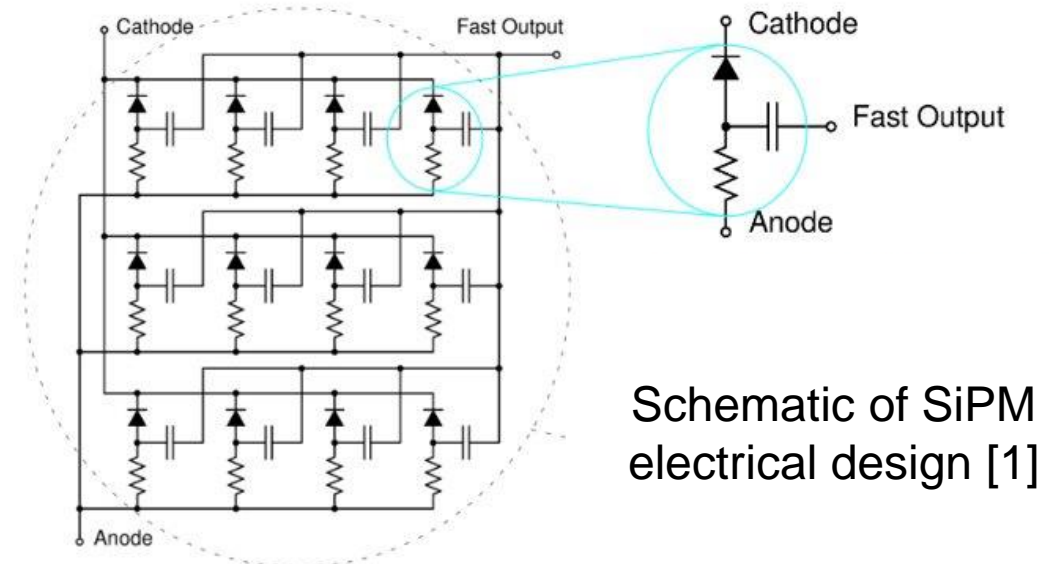 Cathode
Fast Output
Cathode
Fast Output
Anode
Schematic of SiPM
electrical design [1]
Anode